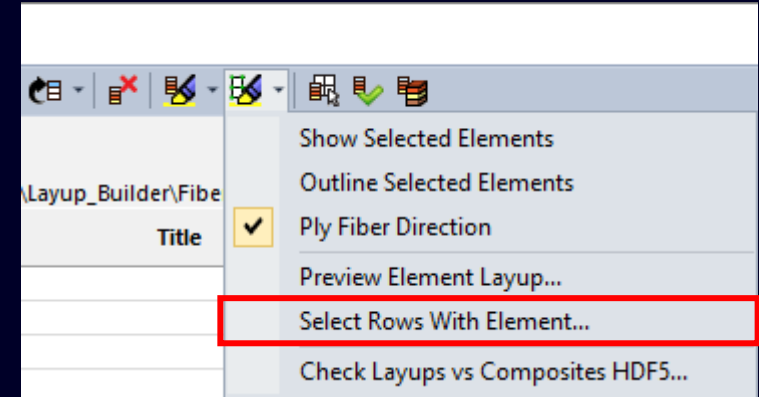 Show Selected Elements
Outline Selected Elements
\Layup_Builder\Fibe
Title
Ply Fiber Direction
Preview Element Layup...
Select Rows With Element...
Check Layups vs Composites HDF5...